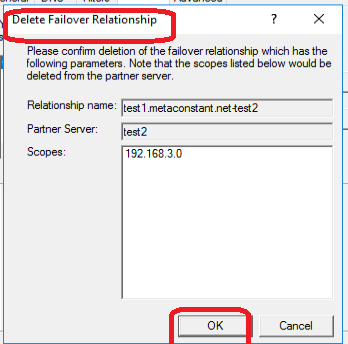 Advanced
Delete Failover Relationship
?
Please confirm deletion of the failover relationship which has the
following parameters. Note that the scopes listed below would be
deleted from the partner server.
Relationship name:
test1.metaconstant.net-test2
Partner Server:
test2
Scopes:
192.168.3.0
OK
Cancel